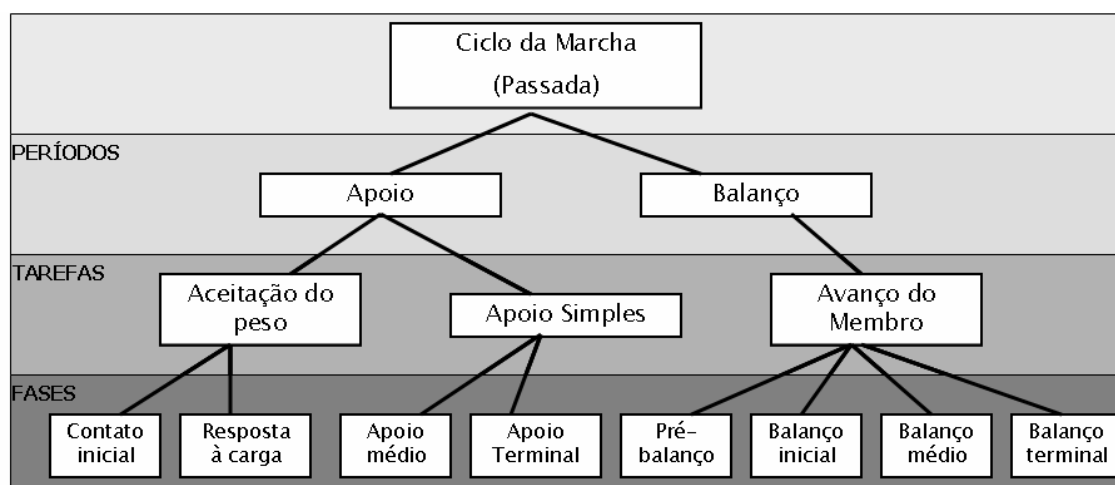 Ciclo da Marcha
(Passada)
PERÍODOS
Apoio
Balanço
TAREFAS
Aceitação do
peso
Apoio Simples
Avanço do
Membro
FASES
Contato
inicial
Resposta
à carga
Apoio
médio
Apoio
Terminal
Pré-
balanço
Balanço
inicial
Balanço
médio
Balanço
terminal